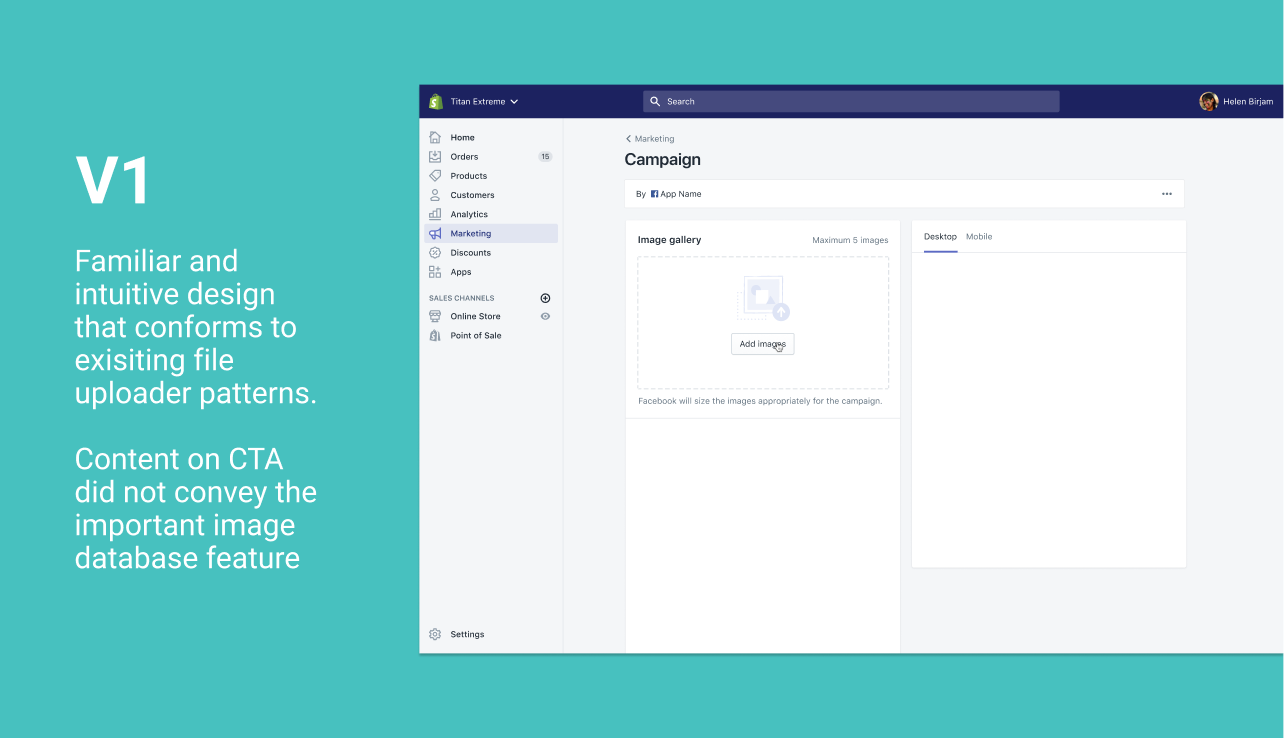 V1
Familiar and
intuitive design
that conforms to
exisiting file
uploader patterns.
Content on CTA
did not convey the
important image
database feature
Titan Extreme
Search
Helen Birjam
Home
Orders 15
Products
Customers
Analytics
Marketing
Discounts
Apps
SALES CHANNELS
Online Store
Point of Sale
Settings
Marketing
Campaign
By App Name
Image gallery Maximum 5 images
Add images
Facebook will size the images appropriately for the campaign.
Desktop Mobile